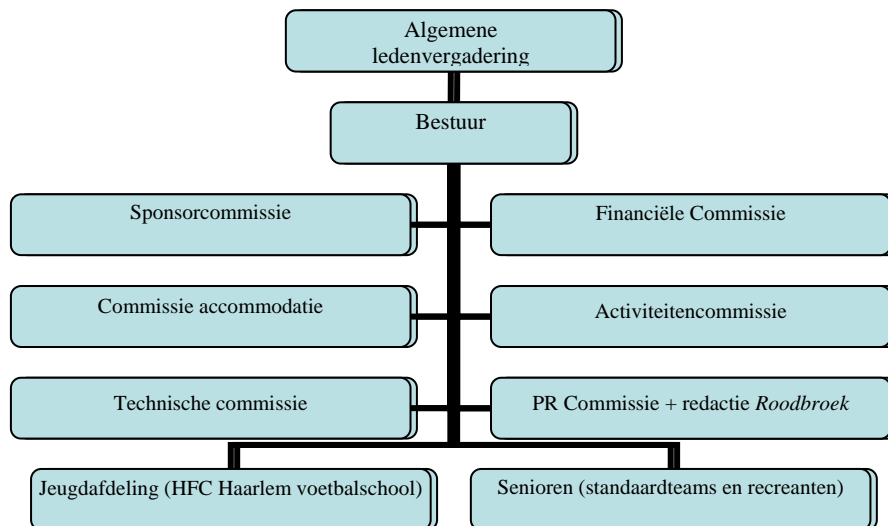 Algemene
ledenvergadering
Bestuur
Sponsorcommissie
Financiële Commissie
Commissie accommodatie
Activiteitencommissie
Technische commissie
PR Commissie + redactie Roodbroek
Jeugdafdeling (HFC Haarlem voetbalschool)
Senioren (standaardteams en recreanten)